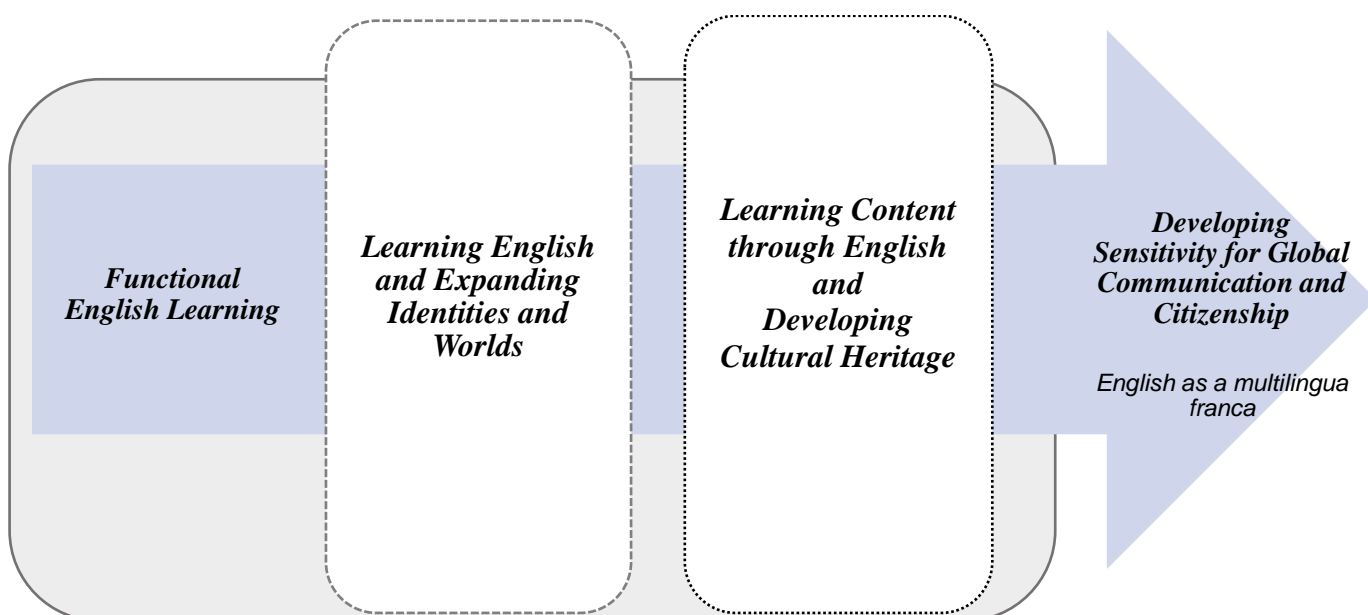 Functional
English Learning
Learning English
and Expanding
Identities and
Worlds
Learning Content
through English
and
Developing
Cultural Heritage
Developing
Sensitivity for Global
Communication and
Citizenship
English as a multilingua
franca